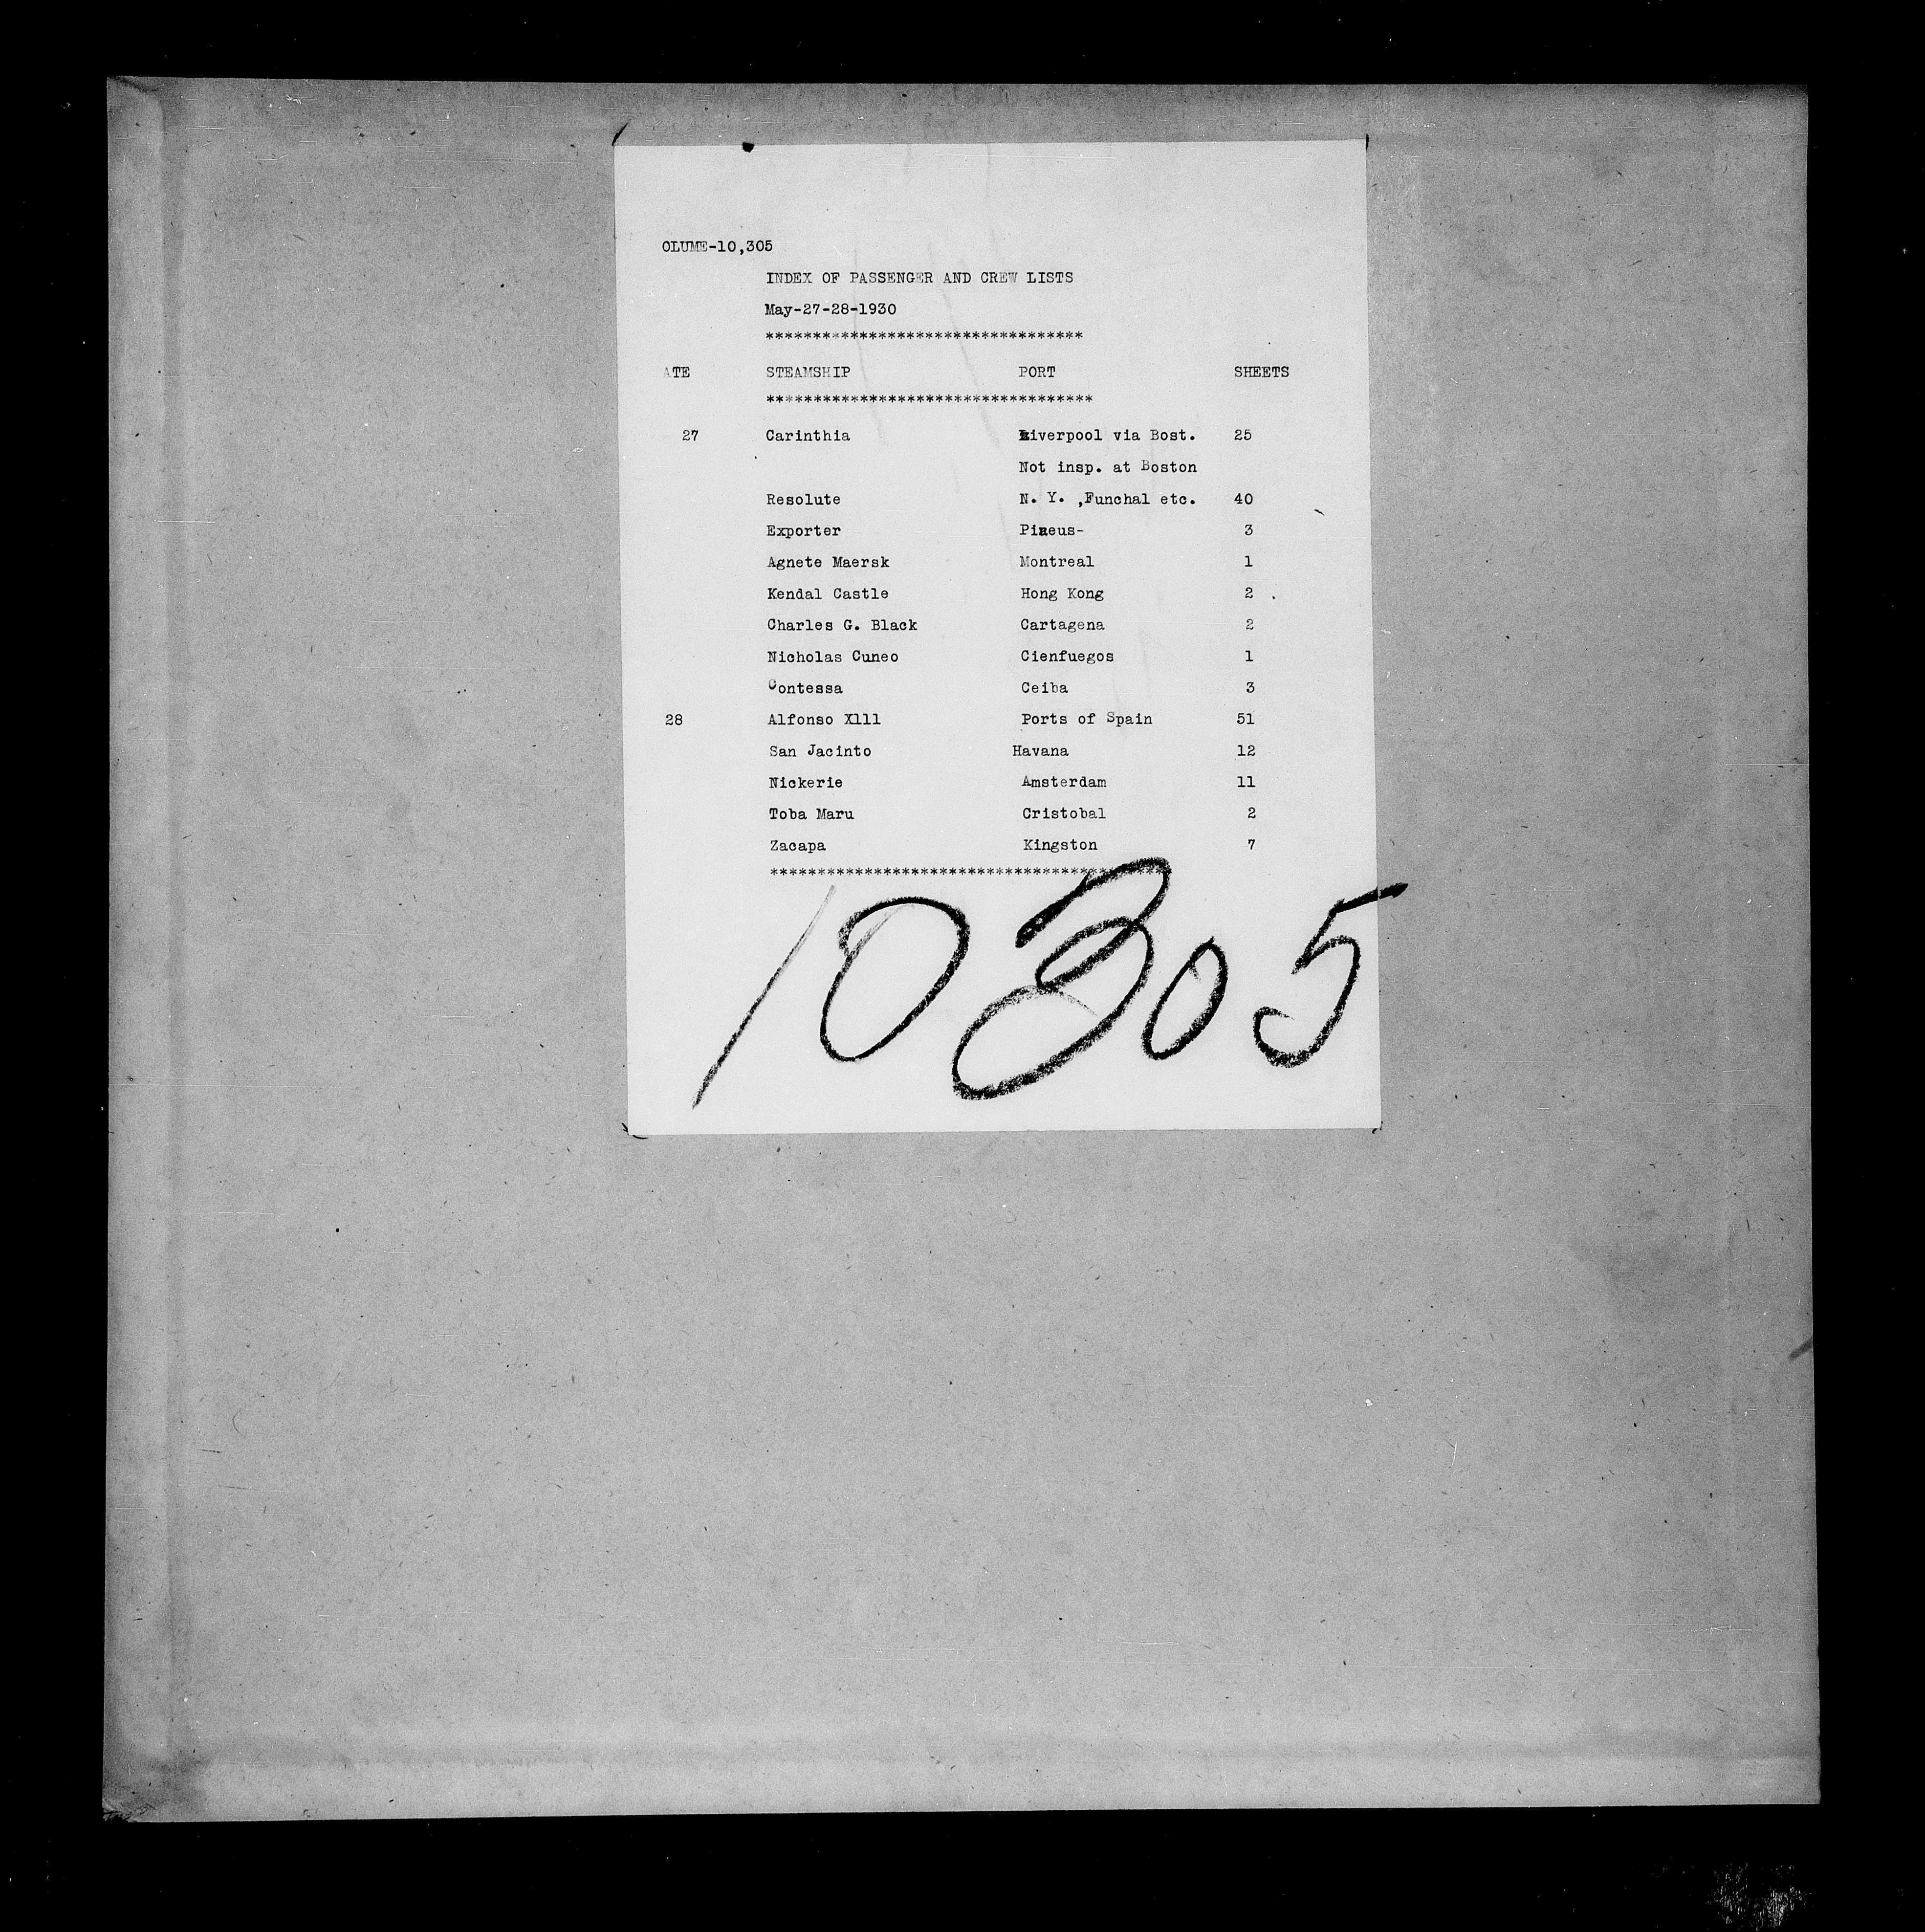 OLUME-10,305
INDEX OF PASSENGER AND CREW LISTS
May-27-28-1930
**********************************
ATE STEAMSHIP PORT SHEETS
***********************************
27 Carinthia Liverpool via Bost. 25
Not insp. at Boston
Resolute N. Y. ,Funchal etc. 40
Exporter Pireus- 3
Agnete Maersk Montreal 1
Kendal Castle Hong Kong 2
Charles G. Black Cartagena 2
Nicholas Cuneo Cienfuegos 1
Contessa Ceiba 3
28 Alfonso Xlll Ports of Spain 51
San Jacinto Havana 12
Nickerie Amsterdam 11
Toba Maru Cristobal 2
Zacapa Kingston 7
*******************************************
10305